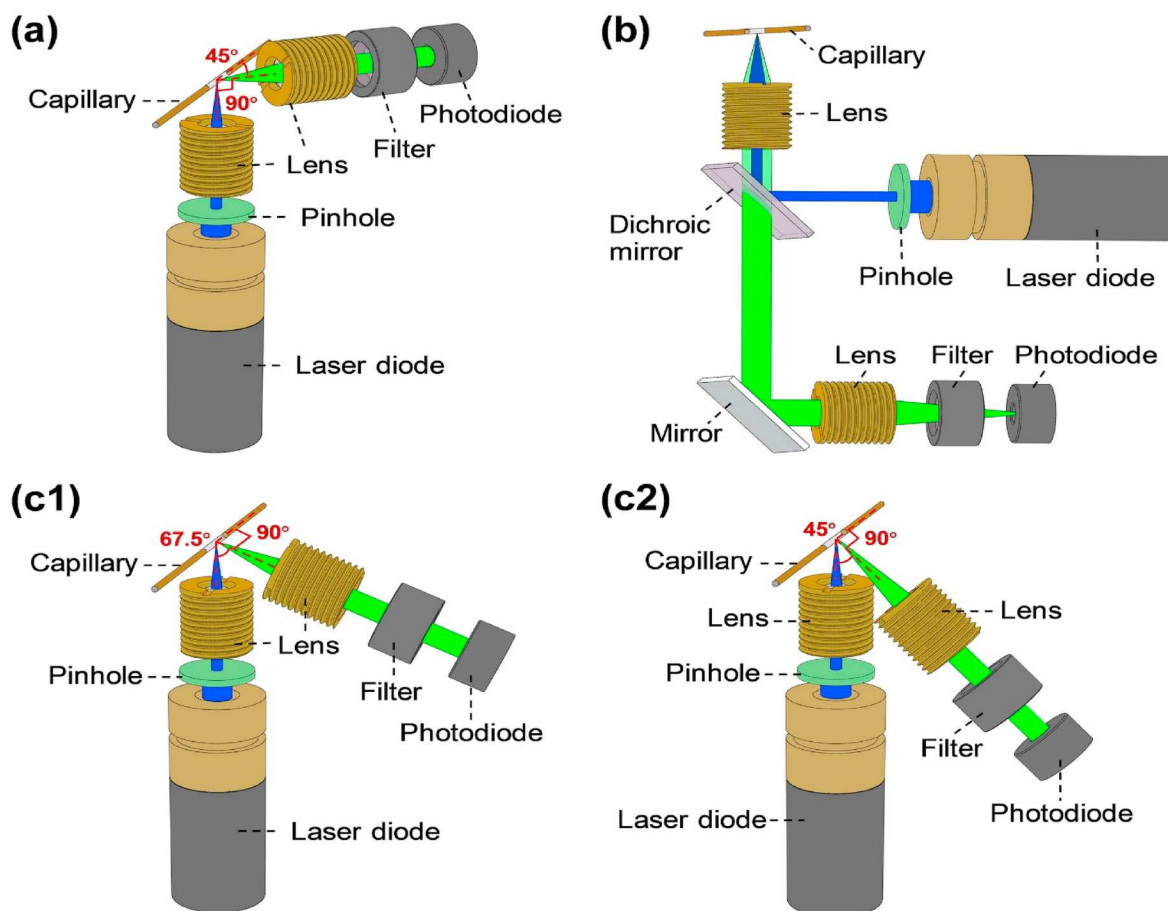 (a)
45°
90°
Capillary
Lens
Filter
Photodiode
Pinhole
Laser diode
(b)
Capillary
Lens
Dichroic
mirror
Pinhole
Laser diode
Lens
Filter
Photodiode
Mirror
(c1)
67.5°
90°
Capillary
Lens
Pinhole
Filter
Photodiode
Laser diode
(c2)
45°
90°
Capillary
Lens
Lens
Pinhole
Filter
Laser diode
Photodiode